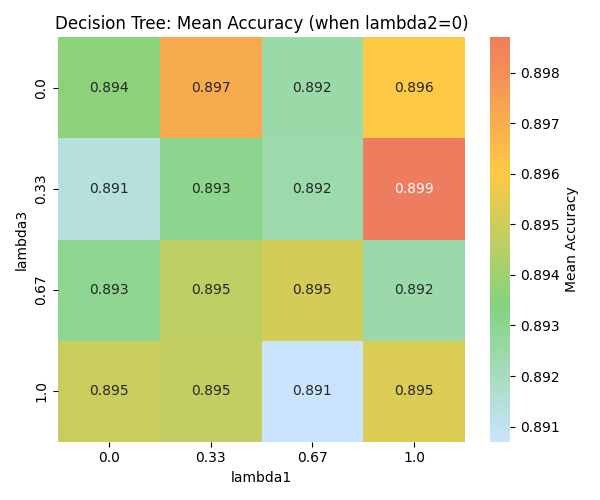 Decision Tree: Mean Accuracy (when lambda2=0)
lambda3
0.0
0.33
0.67
1.0
0.894 0.897 0.892 0.896
0.891 0.893 0.892 0.899
0.893 0.895 0.895 0.892
0.895 0.895 0.891 0.895
0.0 0.33 0.67 1.0
lambda1
0.898
0.897
0.896
0.895
0.894
0.893
0.892
0.891
Mean Accuracy